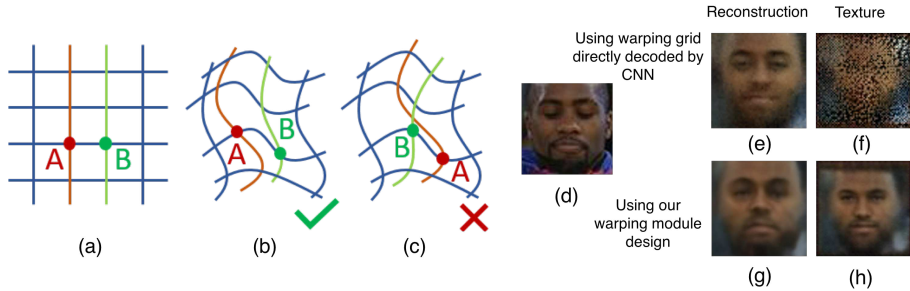 Reconstruction Texture
Using warping grid
directly decoded by
CNN
A B
A B
B A
(e) (f)
(d)
Using our
warping module
design
(a) (b) (c)
(g) (h)